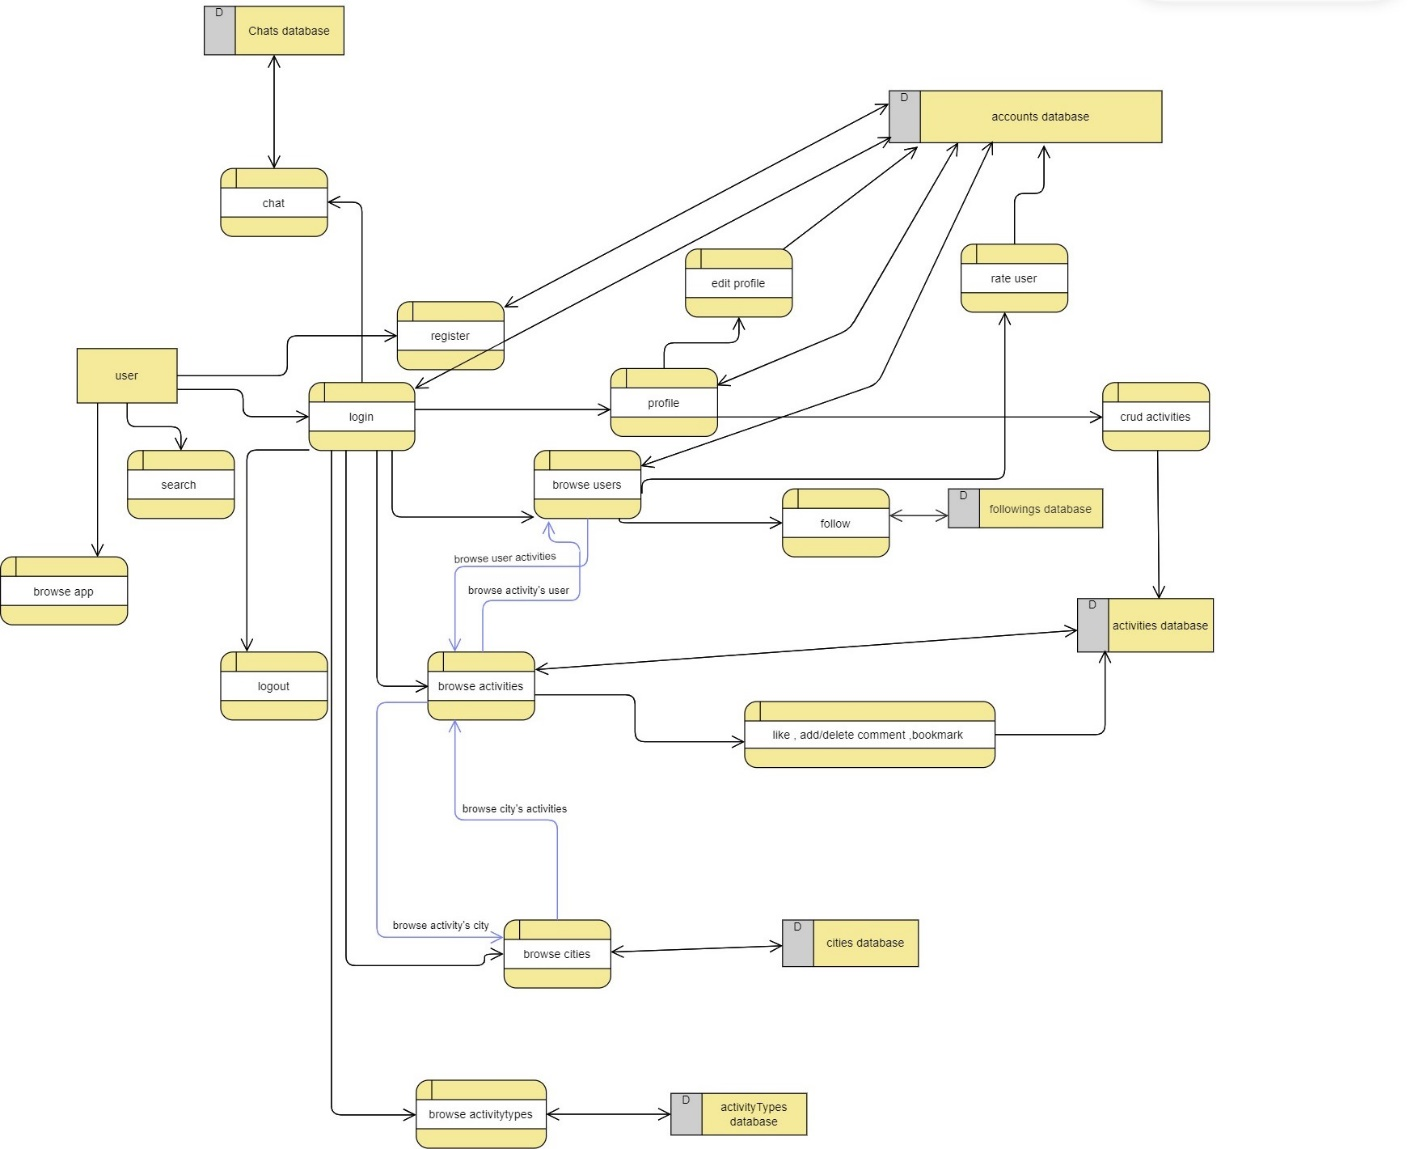 D
Chats database
D
accounts database
chat
edit profile
rate user
register
user
login
profile
crud activities
search
browse users
D
followings database
follow
browse user activities
browse app
browse activity's user
D
activities database
logout
browse activities
like , add/delete comment ,bookmark
browse city's activities
browse activity's city
D
cities database
browse cities
D
activityTypes
database
browse activitytypes